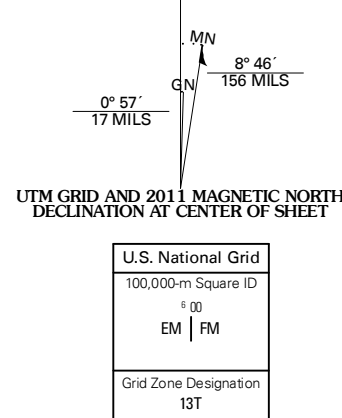 MN
8° 46´
156 MILS
GN
0° 57´
17 MILS
UTM GRID AND 2011 MAGNETIC NORTH
DECLINATION AT CENTER OF SHEET
U.S. National Grid
100,000-m Square ID
6 00
EM FM
Grid Zone Designation
13T